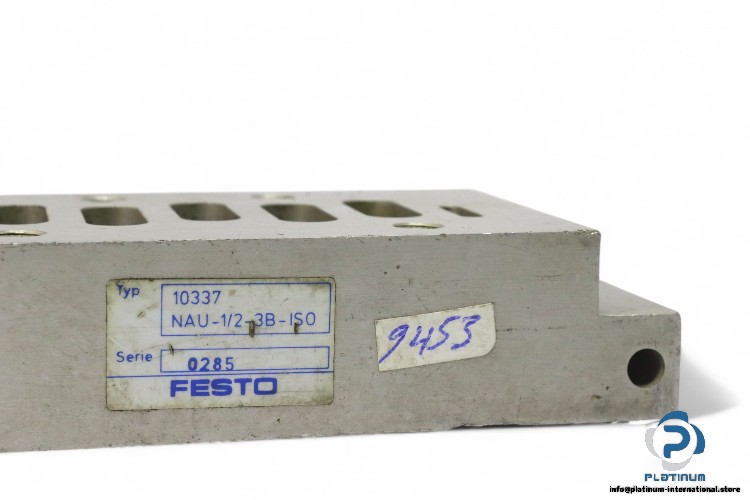 Typ 10337
NAU-1/2-3B-ISO
Serie 0285
FESTO
9453
PLATINUM
info@platinum-international.store